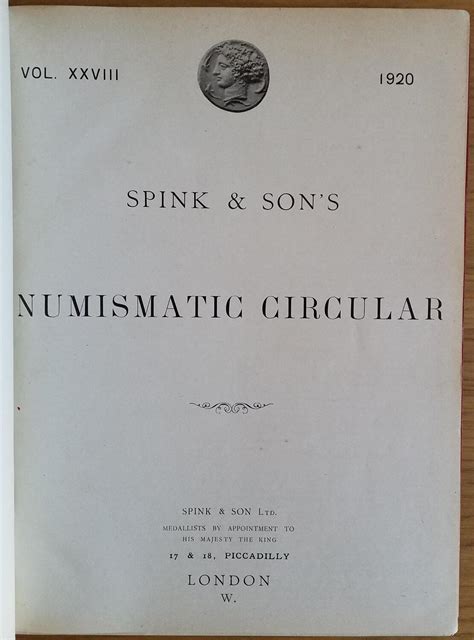 VOL. XXVIII 1920
SPINK & SON'S
NUMISMATIC CIRCULAR
SPINK & SON LTD.
MEDALLISTS BY APPOINTMENT TO
HIS MAJESTY THE KING
17 & 18, PICCADILLY
LONDON
W.